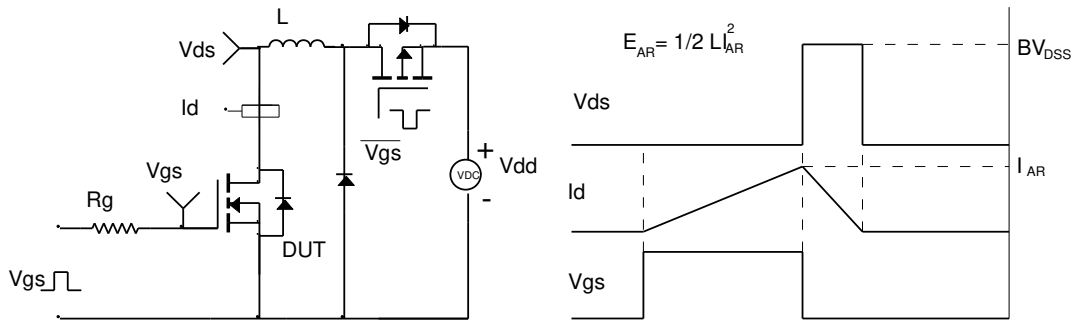 L
Vds
Id
Vgs
Rg
Vgs
DUT
Vgs
VDC
+
Vdd
-
E_AR = 1/2 LI_AR^2
Vds
BV_DSS
Id
I_AR
Vgs